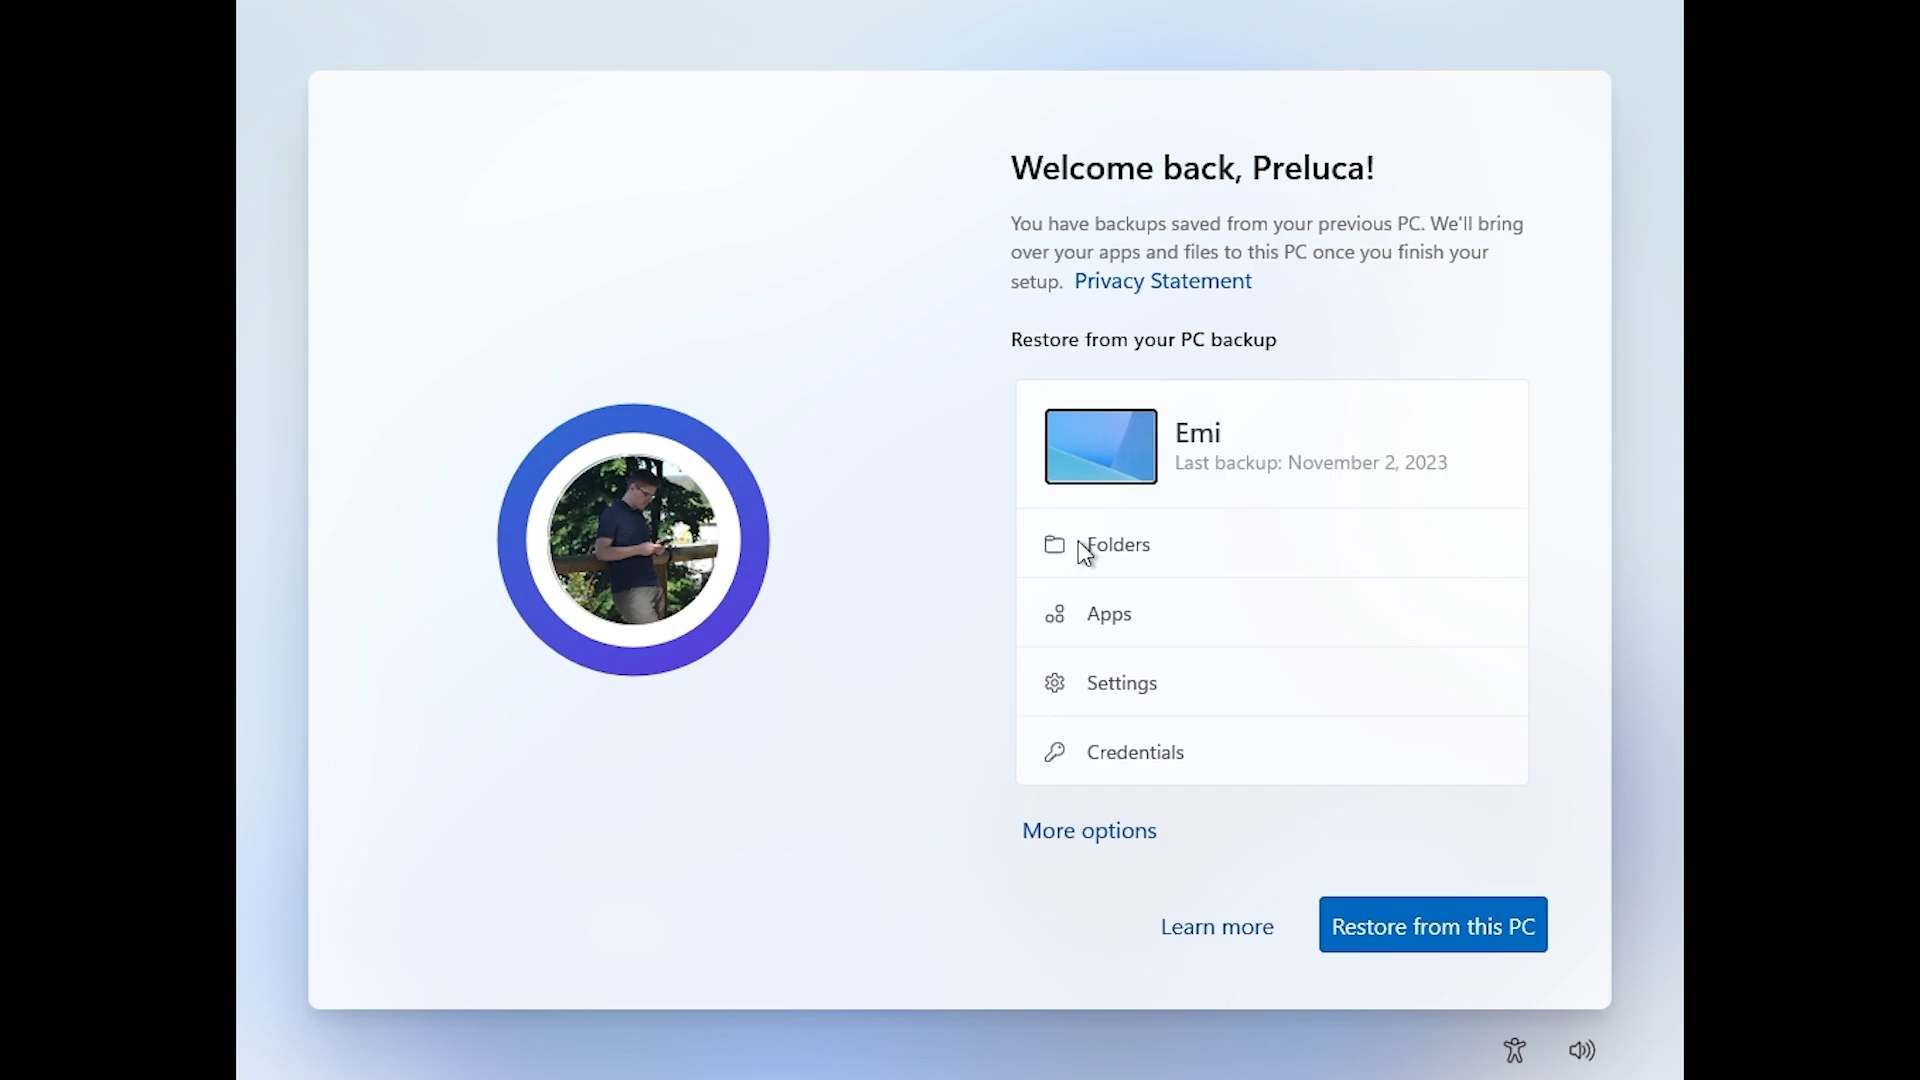 Welcome back, Preluca!
You have backups saved from your previous PC. We'll bring
over your apps and files to this PC once you finish your
setup. Privacy Statement
Restore from your PC backup
Emi
Last backup: November 2, 2023
Folders
Apps
Settings
Credentials
More options
Learn more
Restore from this PC